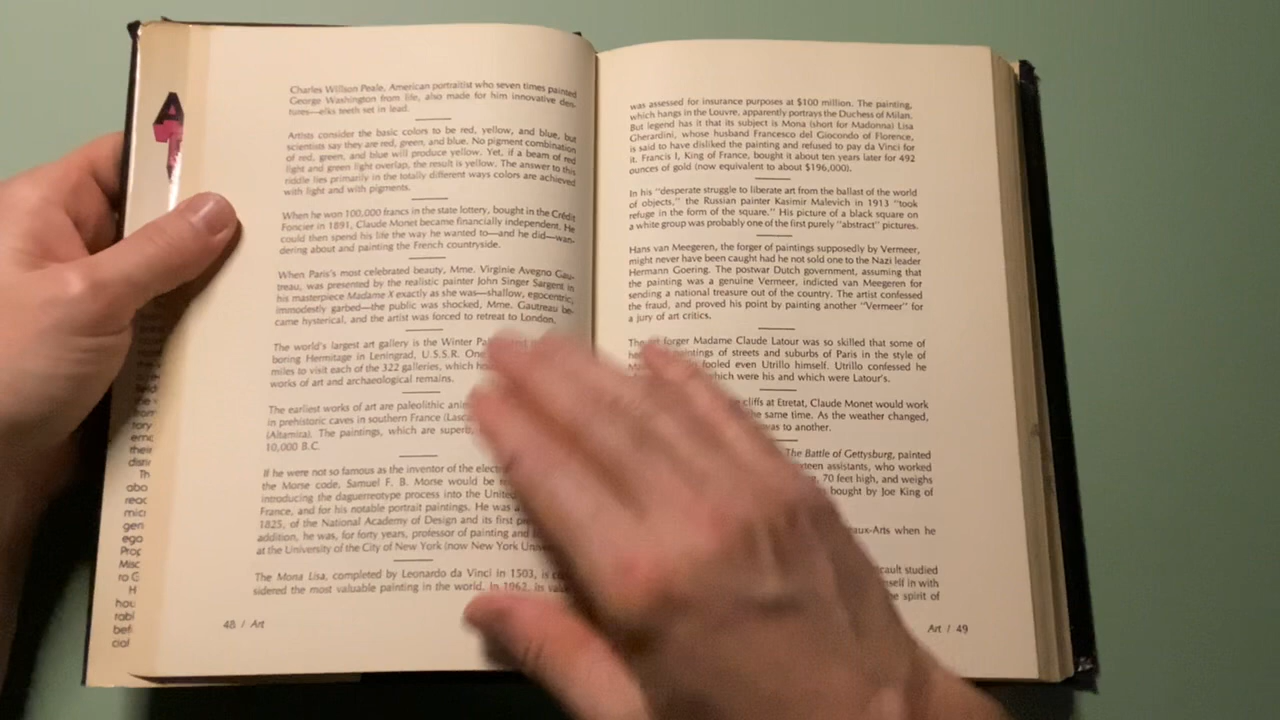 Charles Willson Peale, American portraitist who seven times painted
George Washington from life, also made for him innovative den-
tures—elks teeth set in lead.
Artists consider the basic colors to be red, yellow, and blue, but
scientists say they are red, green, and blue. No pigment combination
of red, green, and blue will produce yellow. Yet, if a beam of red
light and green light overlap, the result is yellow. The answer to this
riddle lies primarily in the totally different ways colors are achieved
with light and with pigments.
When he won 100,000 francs in the state lottery, bought in the Crédit
Foncier in 1891, Claude Monet became financially independent. He
could then spend his life the way he wanted to—and he did—wan-
dering about and painting the French countryside.
When Paris's most celebrated beauty, Mme. Virginie Avegno Gau-
treau, was presented by the realistic painter John Singer Sargent in
his masterpiece Madame X exactly as she was—shallow, egocentric,
immodestly garbed—the public was shocked, Mme. Gautreau be-
came hysterical, and the artist was forced to retreat to London.
The world's largest art gallery is the Winter
boring Hermitage in Leningrad, U.S.S.R. One
miles to visit each of the 322 galleries, which
works of art and archaeological remains.
The earliest works of art are paleolithic
in prehistoric caves in southern France
(Altamira). The paintings, which are
10,000 B.C.
If he were not so famous as the inventor of the
the Morse code, Samuel F. B. Morse would be
introducing the daguerreotype process into the
France, and for his notable portrait paintings. He was
1825, of the National Academy of Design and its first
addition, he was, for forty years, professor of painting and
at the University of the City of New York (now New York
The Mona Lisa, completed by Leonardo da Vinci in 1503, is
sidered the most valuable painting in the world. In 1962, its
48 / Art
was assessed for insurance purposes at $100 million. The painting,
which hangs in the Louvre, apparently portrays the Duchess of Milan.
But legend has it that its subject is Mona (short for Madonna) Lisa
Gherardini, whose husband Francesco del Giocondo of Florence,
is said to have disliked the painting and refused to pay da Vinci for
it. Francis I, King of France, bought it about ten years later for 492
ounces of gold (now equivalent to about $196,000).
In his "desperate struggle to liberate art from the ballast of the world
of objects," the Russian painter Kasimir Malevich in 1913 "took
refuge in the form of the square." His picture of a black square on
a white group was probably one of the first purely "abstract" pictures.
Hans van Meegeren, the forger of paintings supposedly by Vermeer,
might never have been caught had he not sold one to the Nazi leader
Hermann Goering. The postwar Dutch government, assuming that
the painting was a genuine Vermeer, indicted van Meegeren for
sending a national treasure out of the country. The artist confessed
the fraud, and proved his point by painting another "Vermeer" for
a jury of art critics.
The forger Madame Claude Latour was so skilled that some of
paintings of streets and suburbs of Paris in the style of
fooled even Utrillo himself. Utrillo confessed he
which were his and which were Latour's.
cliffs at Etretat, Claude Monet would work
the same time. As the weather changed,
to another.
The Battle of Gettysburg, painted
assistants, who worked
70 feet high, and weighs
bought by Joe King of
when he
studied
in with
spirit of
Art / 49
their
Th
abo
reac
micr
gen
ego
Prop
Misc
ro G
H
hou
rabi
bef
cial